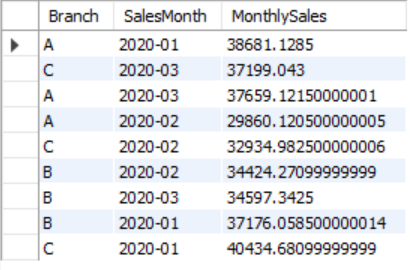 Branch SalesMonth MonthlySales
A 2020-01 38681.1285
C 2020-03 37199.043
A 2020-03 37659.12150000001
A 2020-02 29860.120500000005
C 2020-02 32934.982500000006
B 2020-02 34424.27099999999
B 2020-03 34597.3425
B 2020-01 37176.058500000014
C 2020-01 40434.68099999999